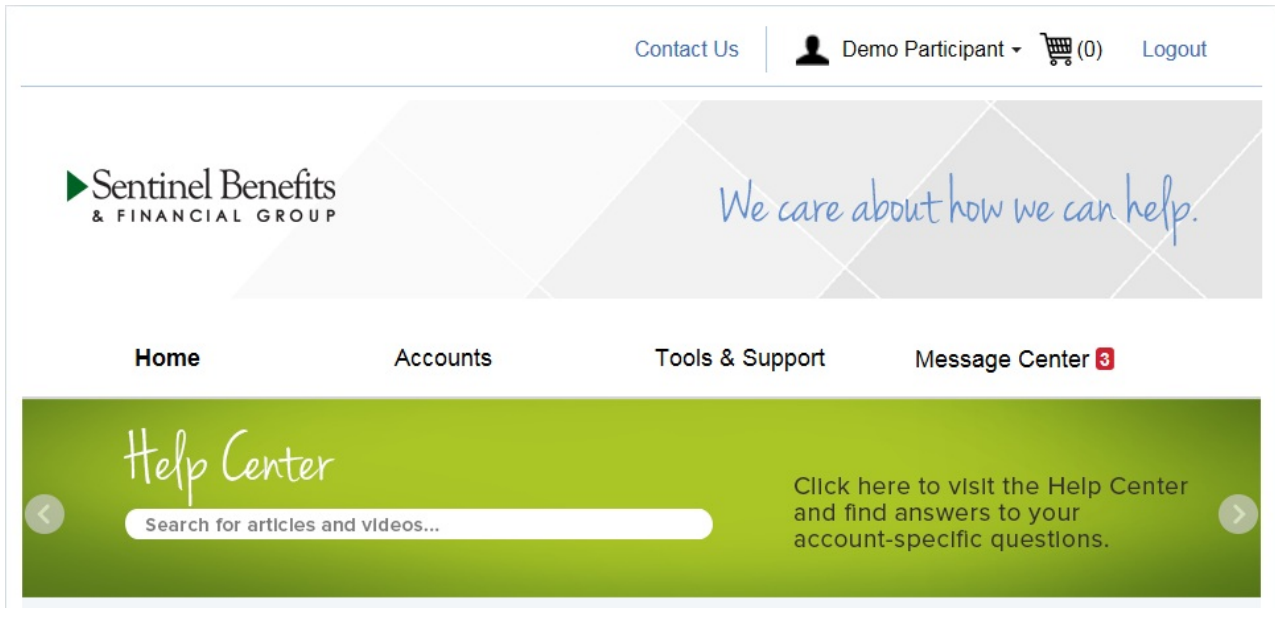 Contact Us Demo Participant (0) Logout
Sentinel Benefits
& FINANCIAL GROUP
We care about how we can help.
Home Accounts Tools & Support Message Center 3
Help Center
Search for articles and videos...
Click here to visit the Help Center
and find answers to your
account-specific questions.